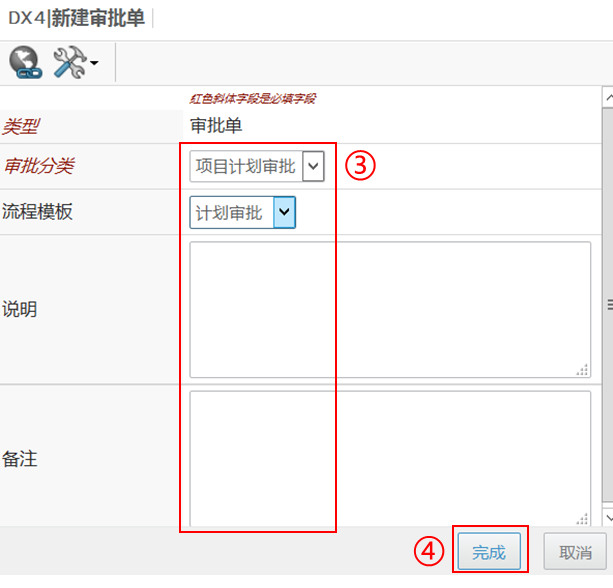 DX4|新建审批单
红色斜体字段是必填字段
类型
审批单
审批分类
项目计划审批
③
流程模板
计划审批
说明
备注
④
完成
取消